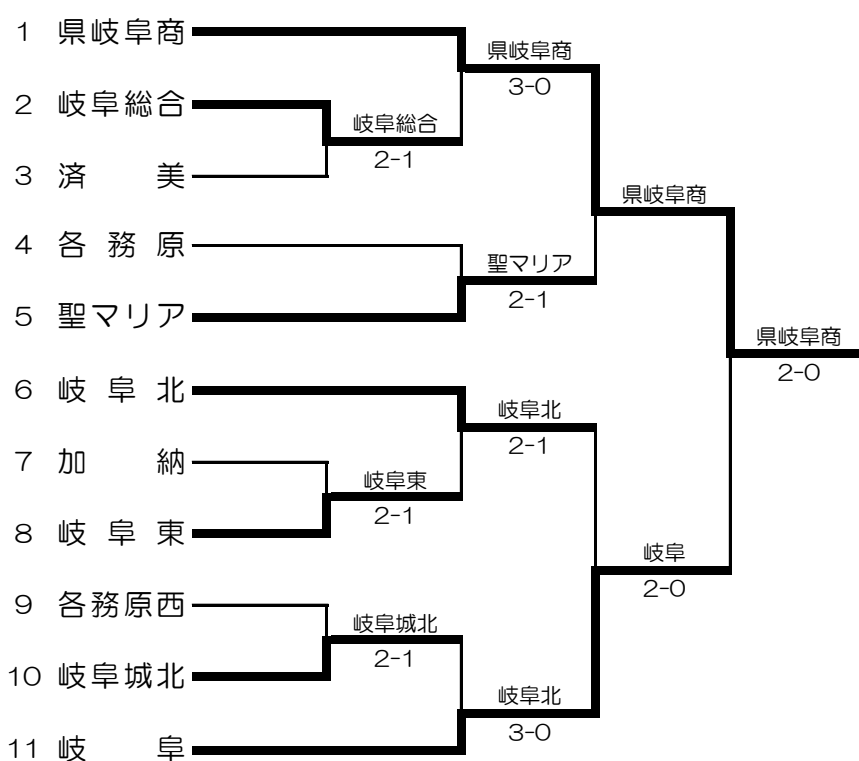 1 県岐阜商
2 岐阜総合
3 済 美
4 各務原
5 聖マリア
6 岐阜北
7 加 納
8 岐阜東
9 各務原西
10 岐阜城北
11 岐 阜
岐阜総合
2-1
岐阜東
2-1
岐阜城北
2-1
県岐阜商
3-0
聖マリア
2-1
岐阜北
2-1
岐阜北
3-0
県岐阜商
岐阜
2-0
県岐阜商
2-0